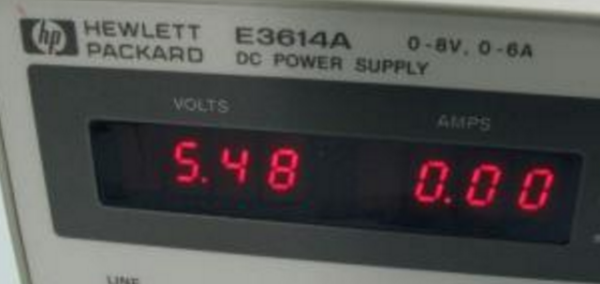 hp HEWLETT PACKARD
E3614A 0-8V, 0-6A
DC POWER SUPPLY
VOLTS AMPS
5.48 0.00
LINE